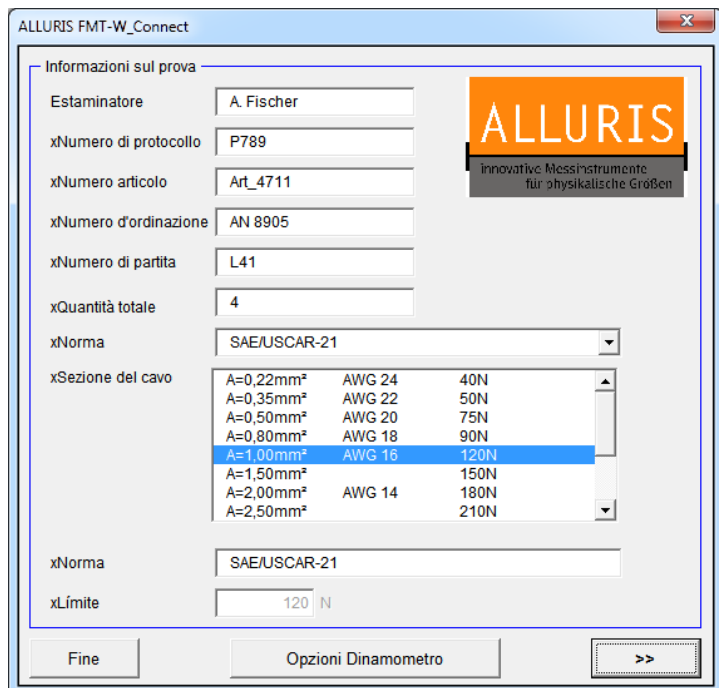 ALLURIS FMT-W_Connect
Informazioni sul prova
Estaminatore A. Fischer
ALLURIS
innovative Messinstrumente
für physikalische Größen
xNumero di protocollo P789
xNumero articolo Art_4711
xNumero d'ordinazione AN 8905
xNumero di partita L41
xQuantità totale 4
xNorma SAE/USCAR-21
xSezione del cavo
A=0,22mm² AWG 24 40N
A=0,35mm² AWG 22 50N
A=0,50mm² AWG 20 75N
A=0,80mm² AWG 18 90N
A=1,00mm² AWG 16 120N
A=1,50mm² 150N
A=2,00mm² AWG 14 180N
A=2,50mm² 210N
xNorma SAE/USCAR-21
xLímite 120 N
Fine Opzioni Dinamometro >>